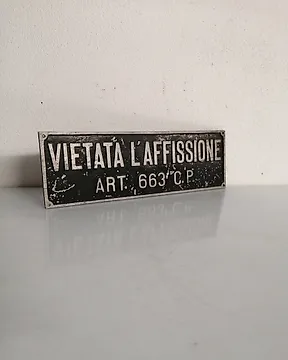 VIETATA L'AFFISSIONE
ART. 663 C.P.